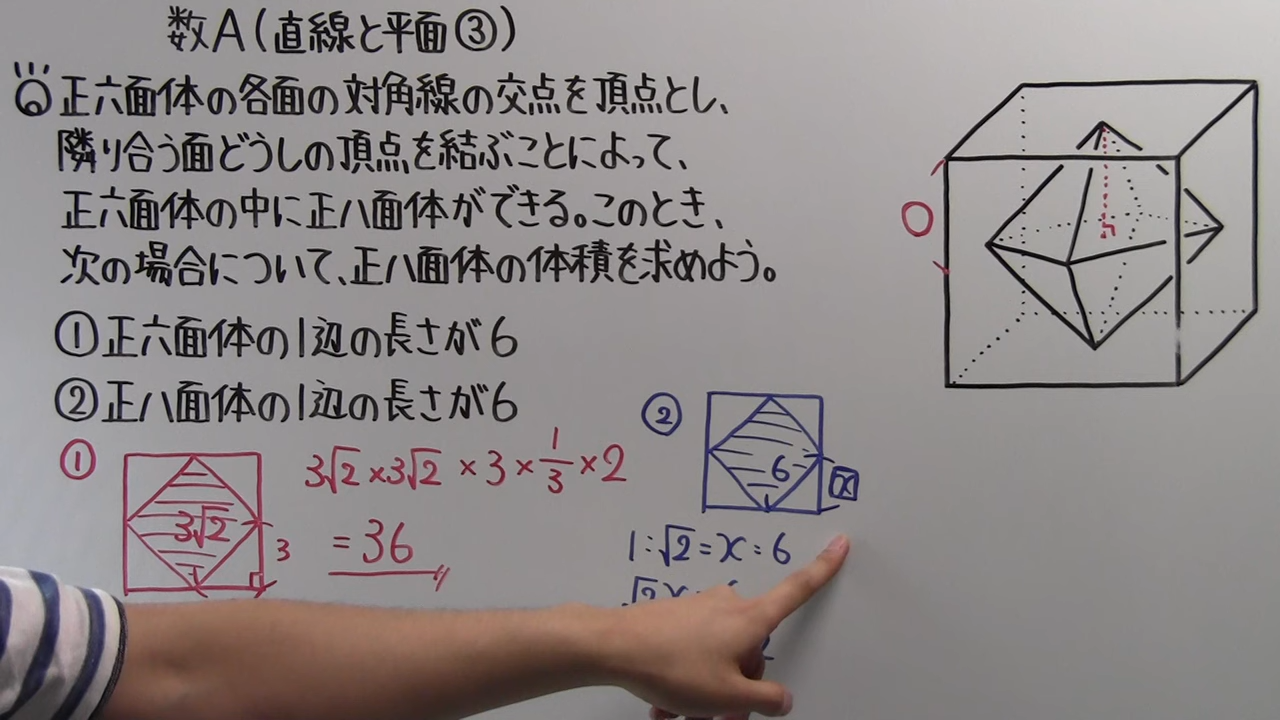 数A(直線と平面③)
正六面体の各面の対角線の交点を頂点とし、
隣り合う面どうしの頂点を結ぶことによって、
正六面体の中に正八面体ができる。このとき、
次の場合について、正八面体の体積を求めよう。
①正六面体の1辺の長さが6
②正八面体の1辺の長さが6
①
3√2
3
3√2×3√2×3×1/3×2
=36
②
6
x
1:√2=x:6